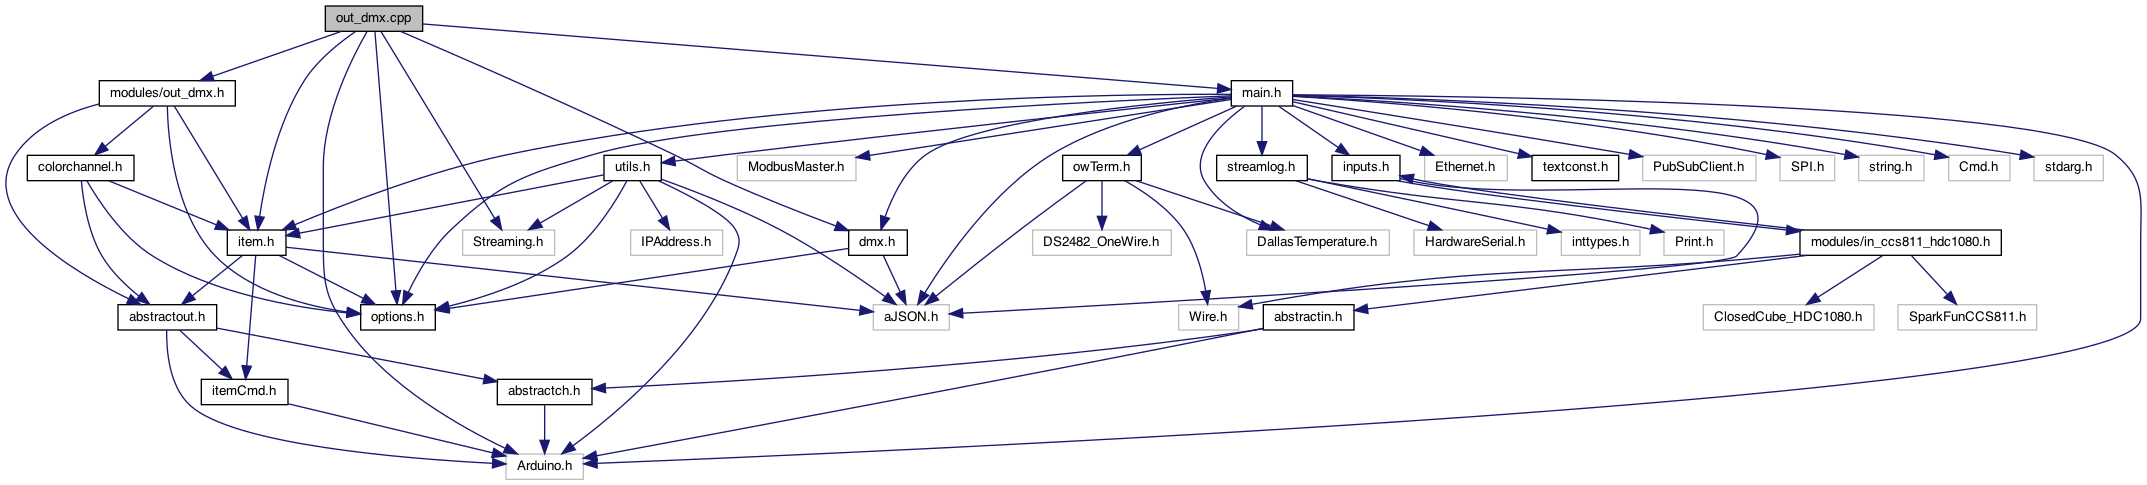 out_dmx.cpp
modules/out_dmx.h
main.h
colorchannel.h
utils.h
ModbusMaster.h
owTerm.h
streamlog.h
inputs.h
Ethernet.h
textconst.h
PubSubClient.h
SPI.h
string.h
Cmd.h
stdarg.h
item.h
Streaming.h
IPAddress.h
dmx.h
DS2482_OneWire.h
DallasTemperature.h
HardwareSerial.h
inttypes.h
Print.h
modules/in_ccs811_hdc1080.h
abstractout.h
options.h
aJSON.h
Wire.h
abstractin.h
ClosedCube_HDC1080.h
SparkFunCCS811.h
itemCmd.h
abstractch.h
Arduino.h